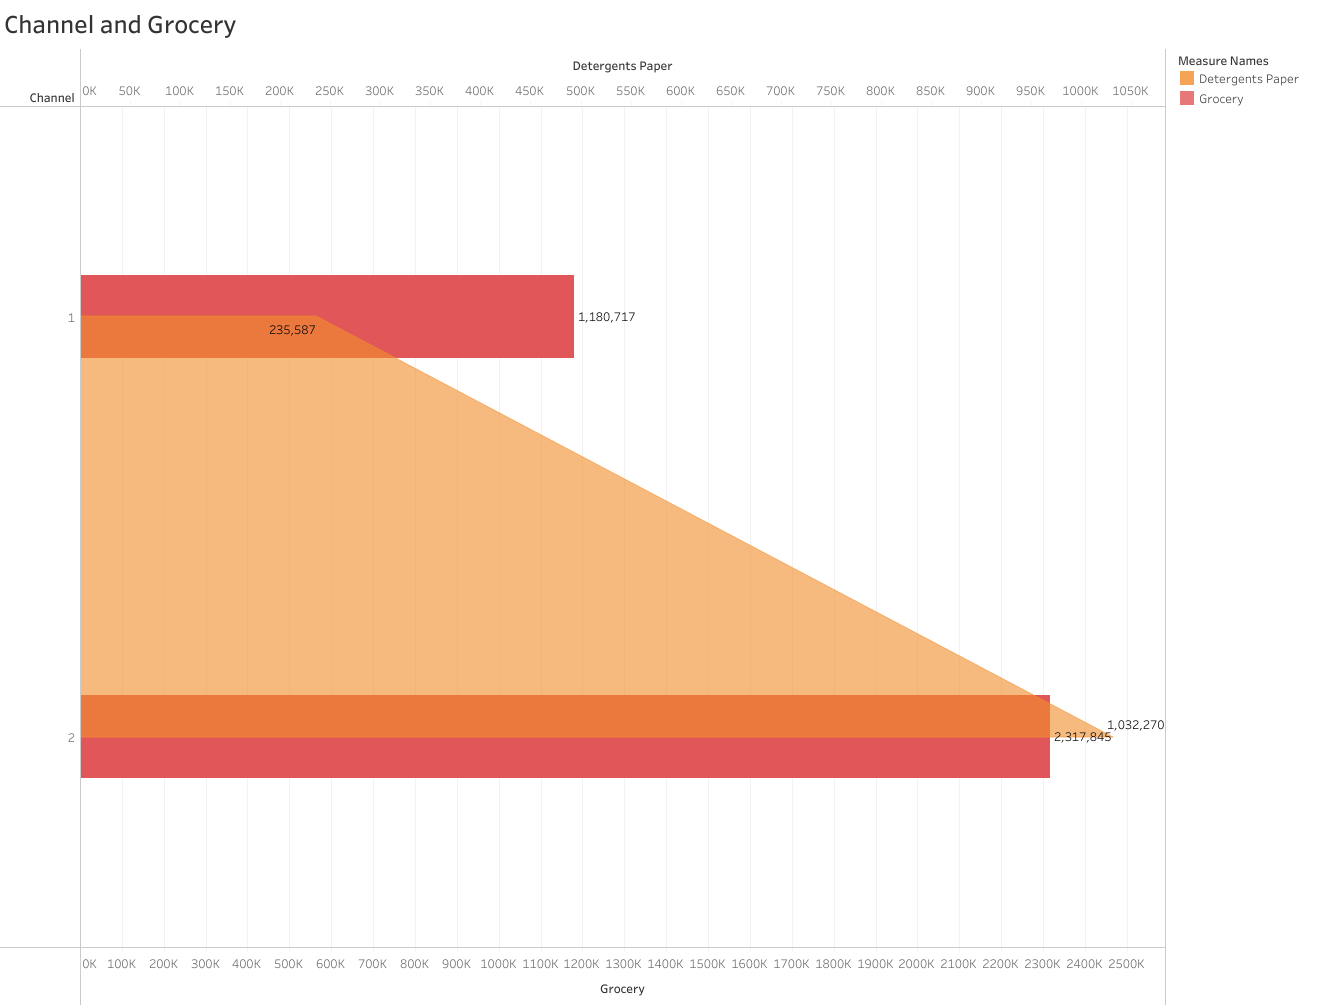 Channel and Grocery
Detergents Paper
Channel
0K 50K 100K 150K 200K 250K 300K 350K 400K 450K 500K 550K 600K 650K 700K 750K 800K 850K 900K 950K 1000K 1050K
Measure Names
Detergents Paper
Grocery
1
1,180,717
235,587
1,032,270
2
2,317,845
0K 100K 200K 300K 400K 500K 600K 700K 800K 900K 1000K 1100K 1200K 1300K 1400K 1500K 1600K 1700K 1800K 1900K 2000K 2100K 2200K 2300K 2400K 2500K
Grocery